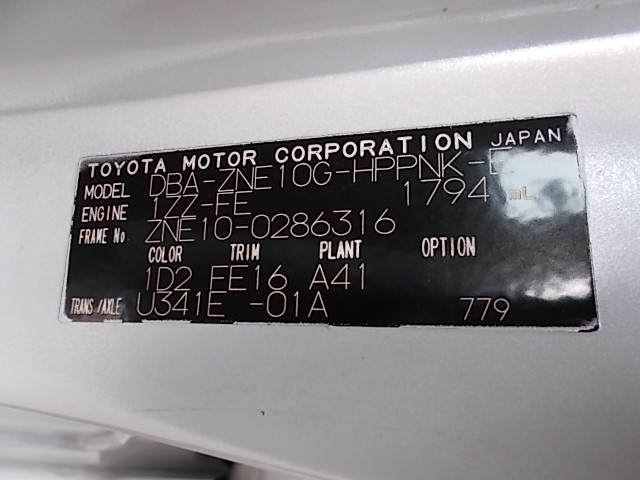 TOYOTA MOTOR CORPORATION JAPAN
MODEL DBA-ZNE10G-HPPNK-
ENGINE 1ZZ-FE 1794 mL
FRAME No ZNE10-0286316
COLOR TRIM PLANT OPTION
1D2 FE16 A41
TRANS/AXLE U341E -01A 779